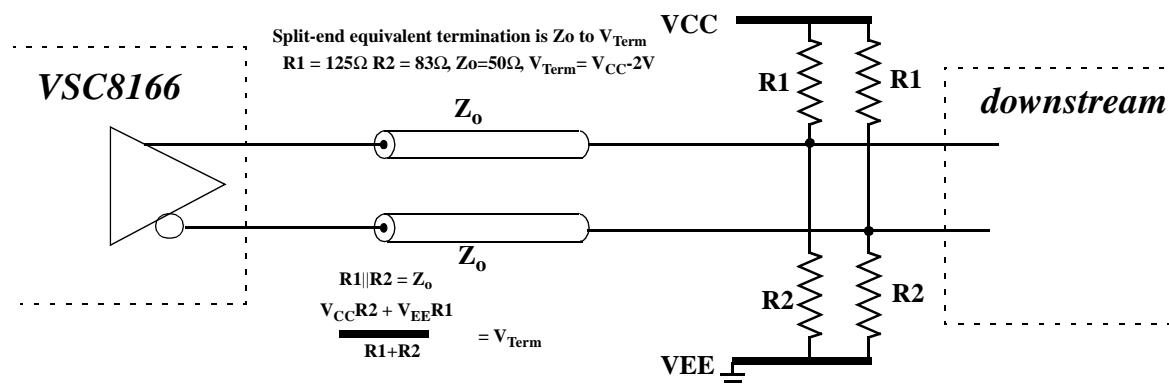 VCC
Split-end equivalent termination is Zo to VTerm
R1 = 125Ω R2 = 83Ω, Zo=50Ω, VTerm= VCC-2V
VSC8166
R1
R1
downstream
Zo
Zo
R1||R2 = Zo
VCCR2 + VEER1
R1+R2
= VTerm
R2
R2
VEE